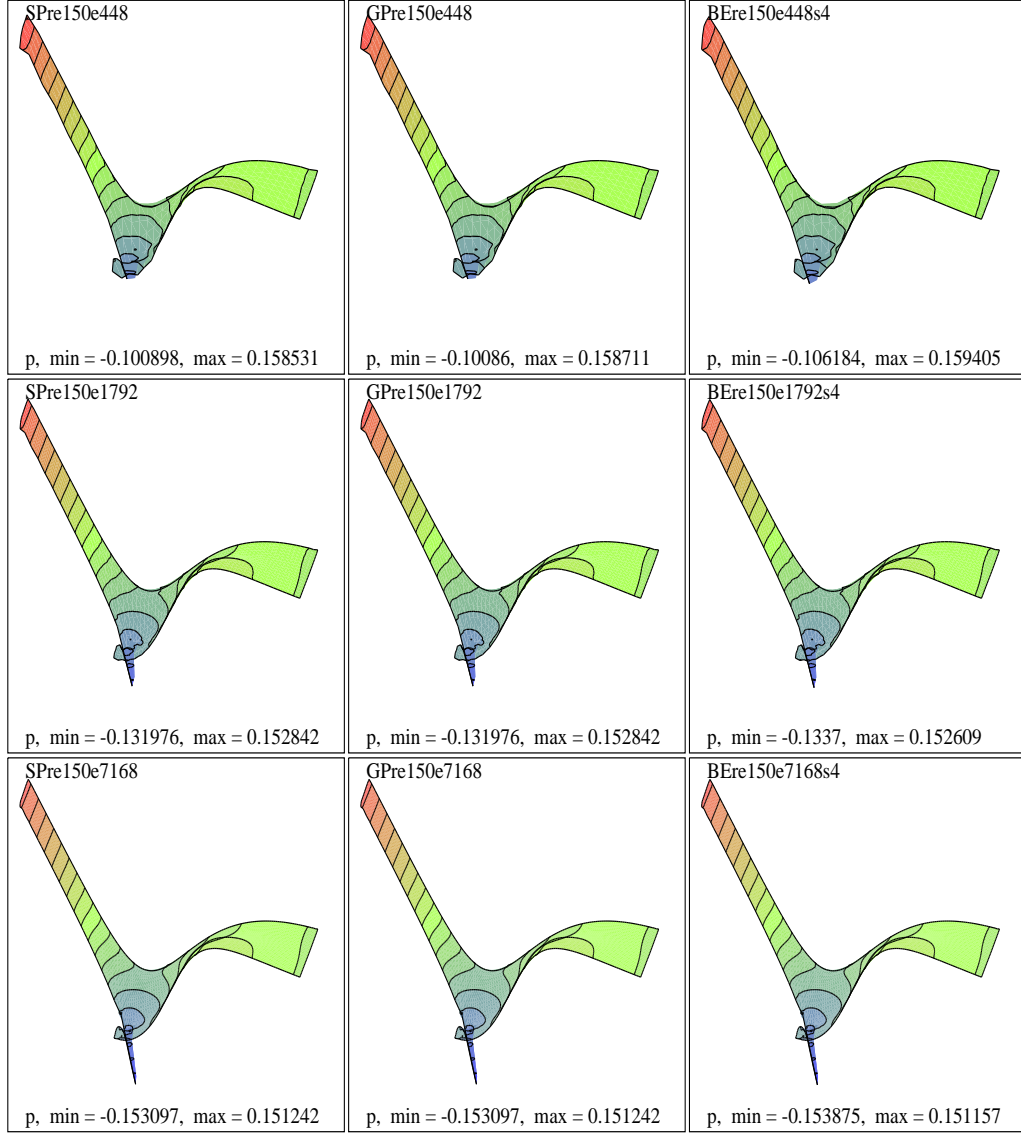 SPre150e448
GPre150e448
BEre150e448s4
p, min = -0.100898, max = 0.158531
p, min = -0.10086, max = 0.158711
p, min = -0.106184, max = 0.159405
SPre150e1792
GPre150e1792
BEre150e1792s4
p, min = -0.131976, max = 0.152842
p, min = -0.131976, max = 0.152842
p, min = -0.1337, max = 0.152609
SPre150e7168
GPre150e7168
BEre150e7168s4
p, min = -0.153097, max = 0.151242
p, min = -0.153097, max = 0.151242
p, min = -0.153875, max = 0.151157